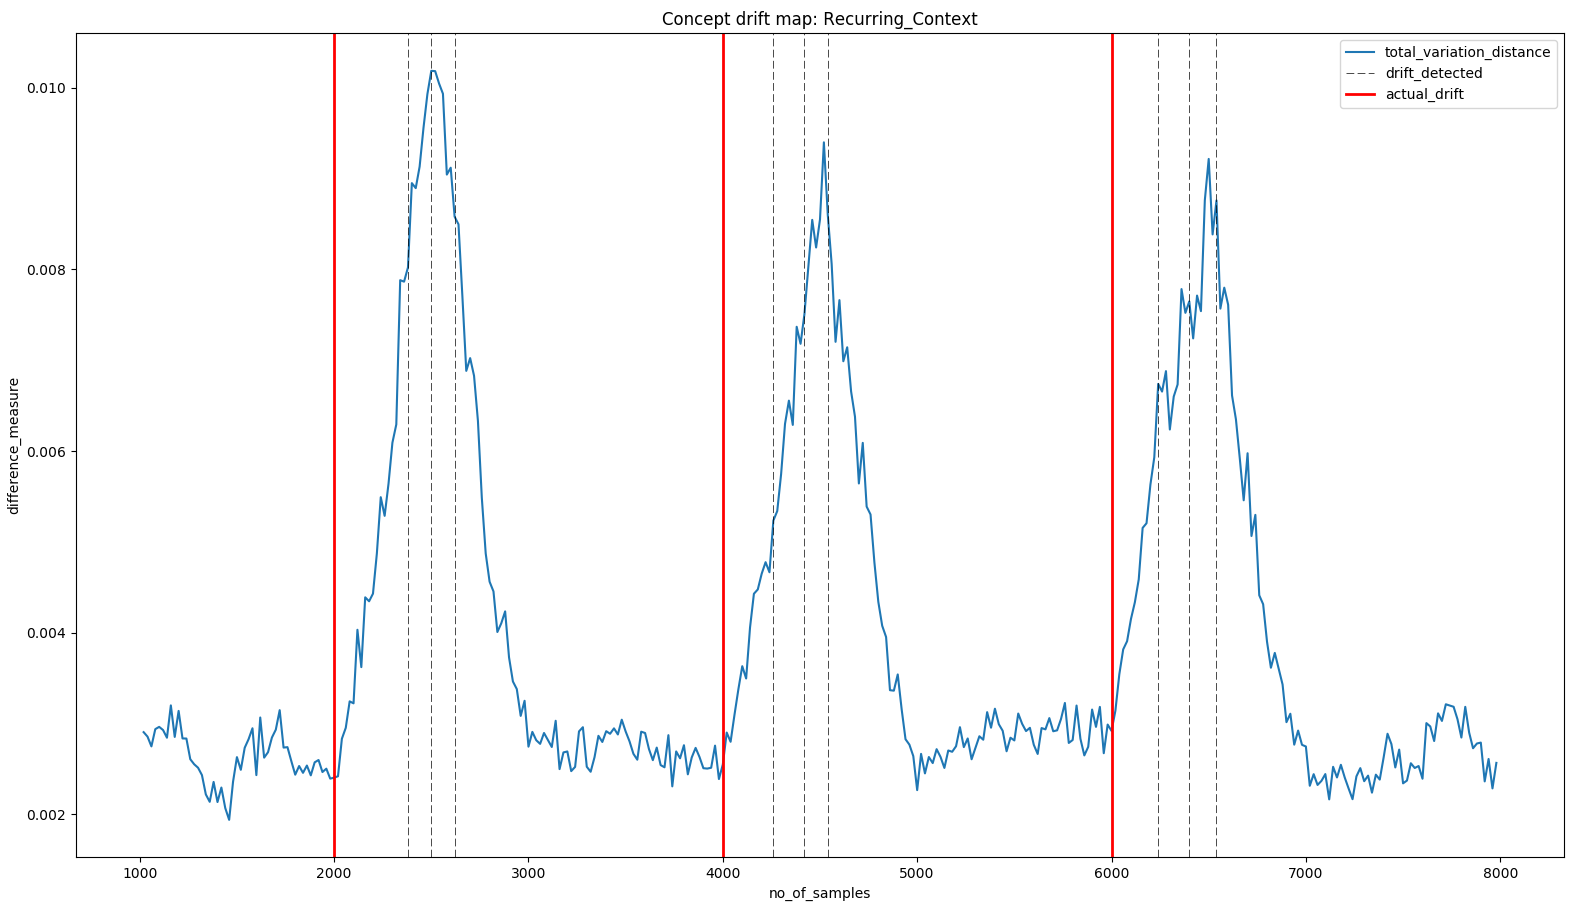 Concept drift map: Recurring_Context
total_variation_distance
drift_detected
actual_drift
difference_measure
0.010
0.008
0.006
0.004
0.002
1000 2000 3000 4000 5000 6000 7000 8000
no_of_samples